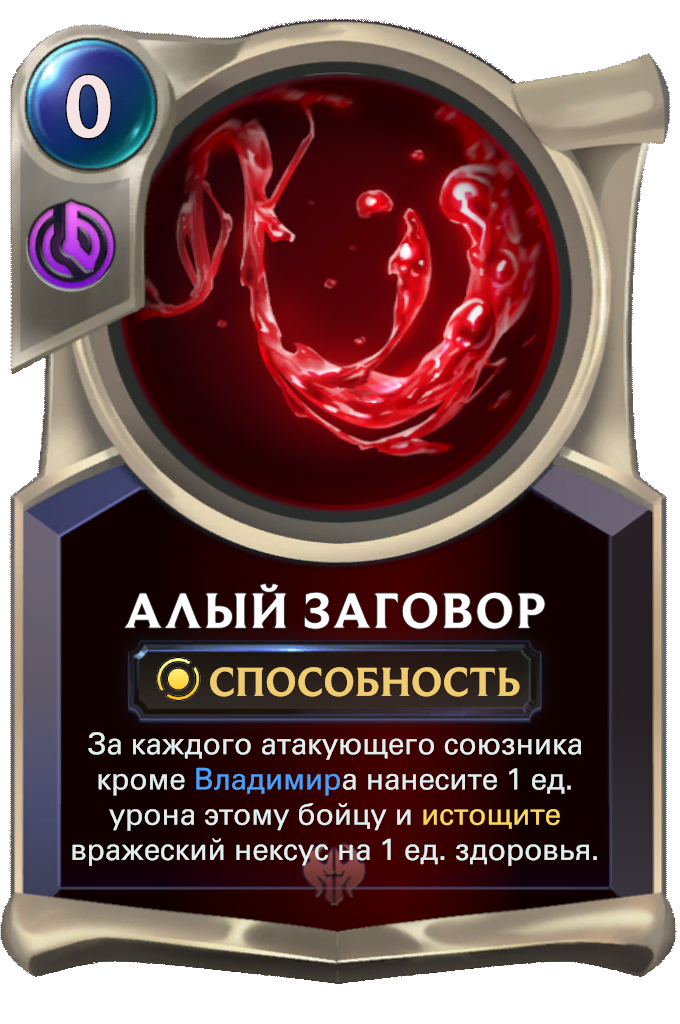 0
АЛЫЙ ЗАГОВОР
СПОСОБНОСТЬ
За каждого атакующего союзника
кроме Владимира нанесите 1 ед.
урона этому бойцу и истощите
вражеский нексус на 1 ед. здоровья.